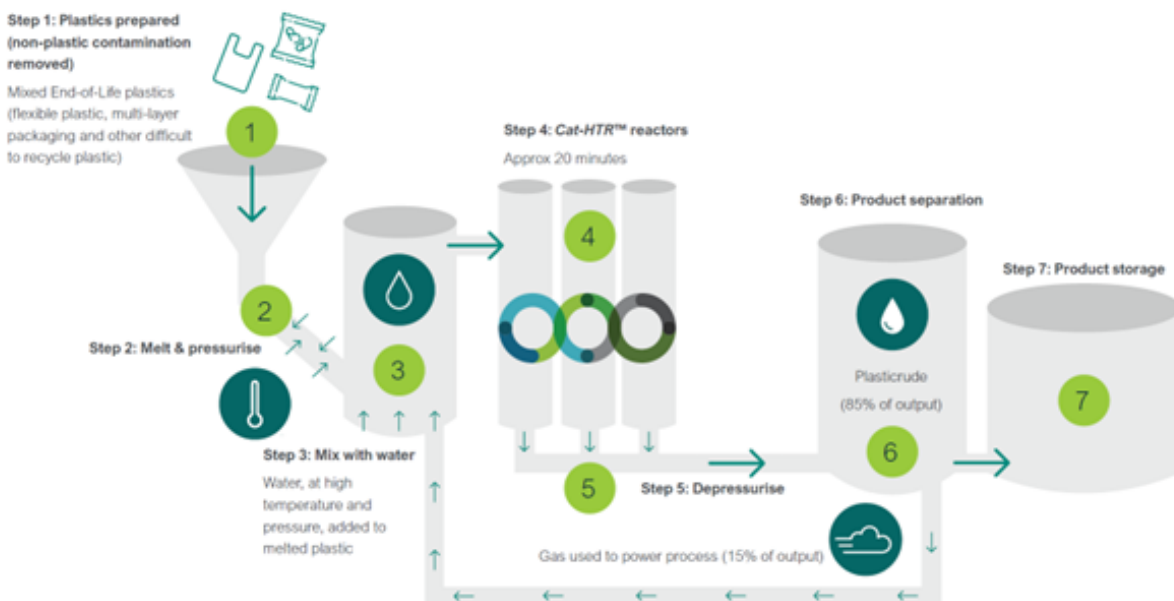 Step 1: Plastics prepared
(non-plastic contamination
removed)
Mixed End-of-Life plastics
(flexible plastic, multi-layer
packaging and other difficult
to recycle plastic)
1
2
Step 2: Melt & pressurise
3
Step 3: Mix with water
Water, at high
temperature and
pressure, added to
melted plastic
Step 4: Cat-HTR™ reactors
Approx 20 minutes
4
5
Step 5: Depressurise
Step 6: Product separation
Plasticrude
(85% of output)
6
Gas used to power process (15% of output)
Step 7: Product storage
7